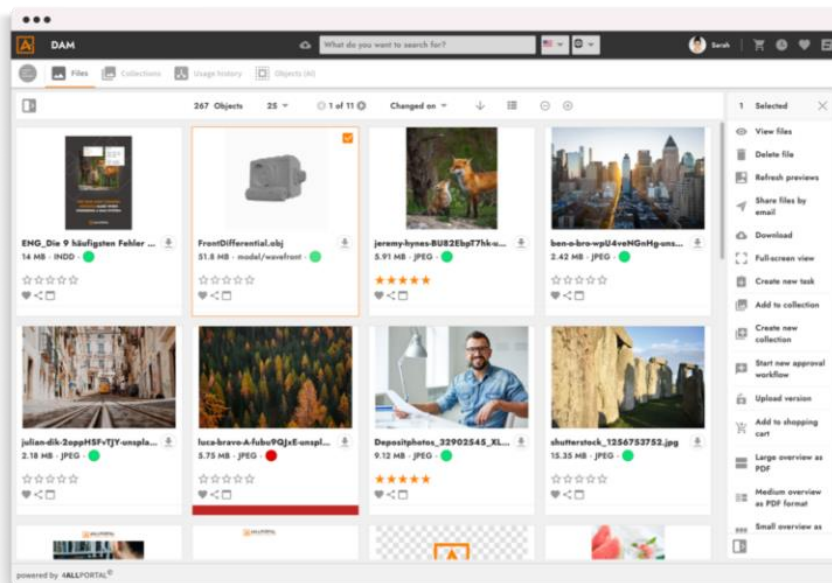 DAM
What do you want to search for?
Sarah
Files
Collections
Usage history
Objects (AI)
267 Objects
25
1 of 11
Changed on
1 Selected
View files
Delete file
Refresh previews
Share files by
email
Download
Full-screen view
Create new task
Add to collection
Create new
collection
Start new approval
workflow
Upload version
Add to shopping
cart
Large overview as
PDF
Medium overview
as PDF format
Small overview as
ENG_Die 9 häufigsten Fehler ...
14 MB - INDD -
FrontDifferential.obj
51.8 MB - model/wavefront -
jeremy-hynes-BU82EbpT7hk-u...
5.91 MB - JPEG -
ben-o-bro-wpU4veNGnHg-uns...
2.42 MB - JPEG -
julian-dik-2oppHSFvTJY-unspla...
2.18 MB - JPEG -
luca-bravo-A-fubu9QJxE-unspl...
5.75 MB - JPEG -
Depositphotos_32902545_XL...
9.12 MB - JPEG -
shutterstock_1256753752.jpg
15.35 MB - JPEG -
4ALLPORTAL
powered by 4ALLPORTAL